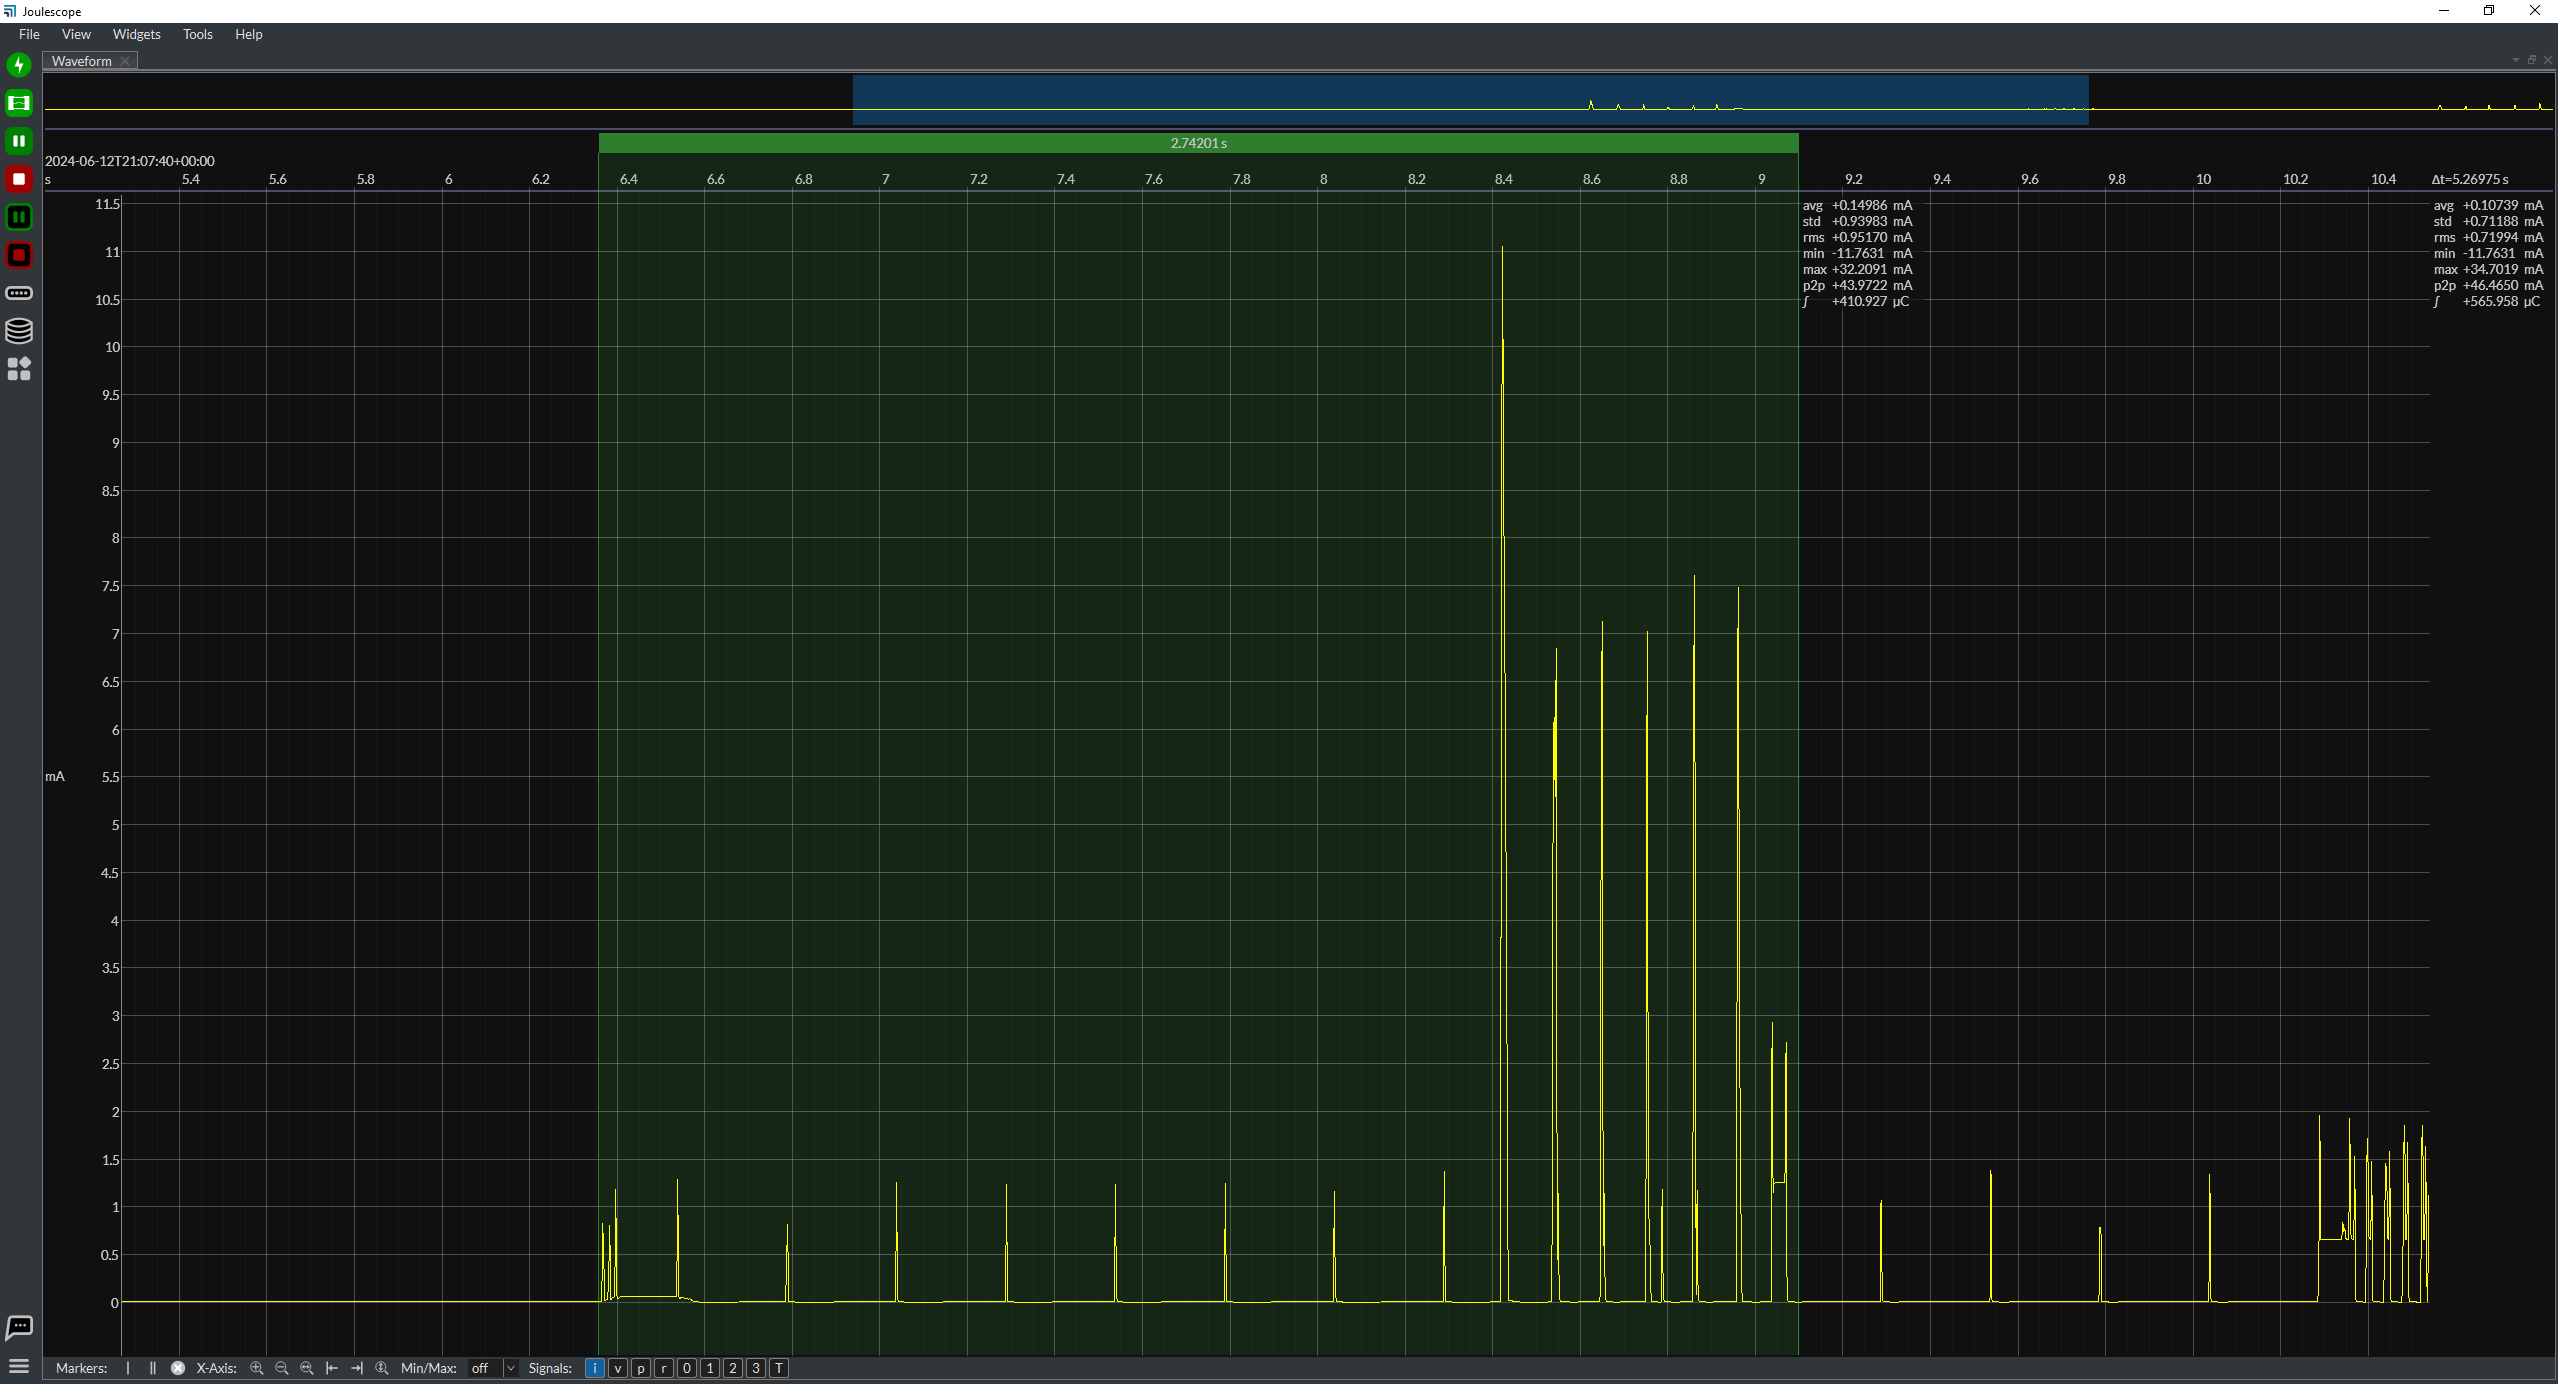 Joulescope
File View Widgets Tools Help
Waveform
2.74201 s
2024-06-12T21:07:40+00:00
s 5.4 5.6 5.8 6 6.2 6.4 6.6 6.8 7 7.2 7.4 7.6 7.8 8 8.2 8.4 8.6 8.8 9 9.2 9.4 9.6 9.8 10 10.2 10.4 Δt=5.26975 s
11.5
avg +0.14986 mA
std +0.93983 mA
rms +0.95170 mA
min -11.7631 mA
max +32.2091 mA
p2p +43.9722 mA
∫ +410.927 µC
avg +0.10739 mA
std +0.71188 mA
rms +0.71994 mA
min -11.7631 mA
max +34.7019 mA
p2p +46.4650 mA
∫ +565.958 µC
11
10.5
10
9.5
9
8.5
8
7.5
7
6.5
6
mA 5.5
5
4.5
4
3.5
3
2.5
2
1.5
1
0.5
0
Markers: X-Axis: Min/Max: off Signals: i v p r 0 1 2 3 T